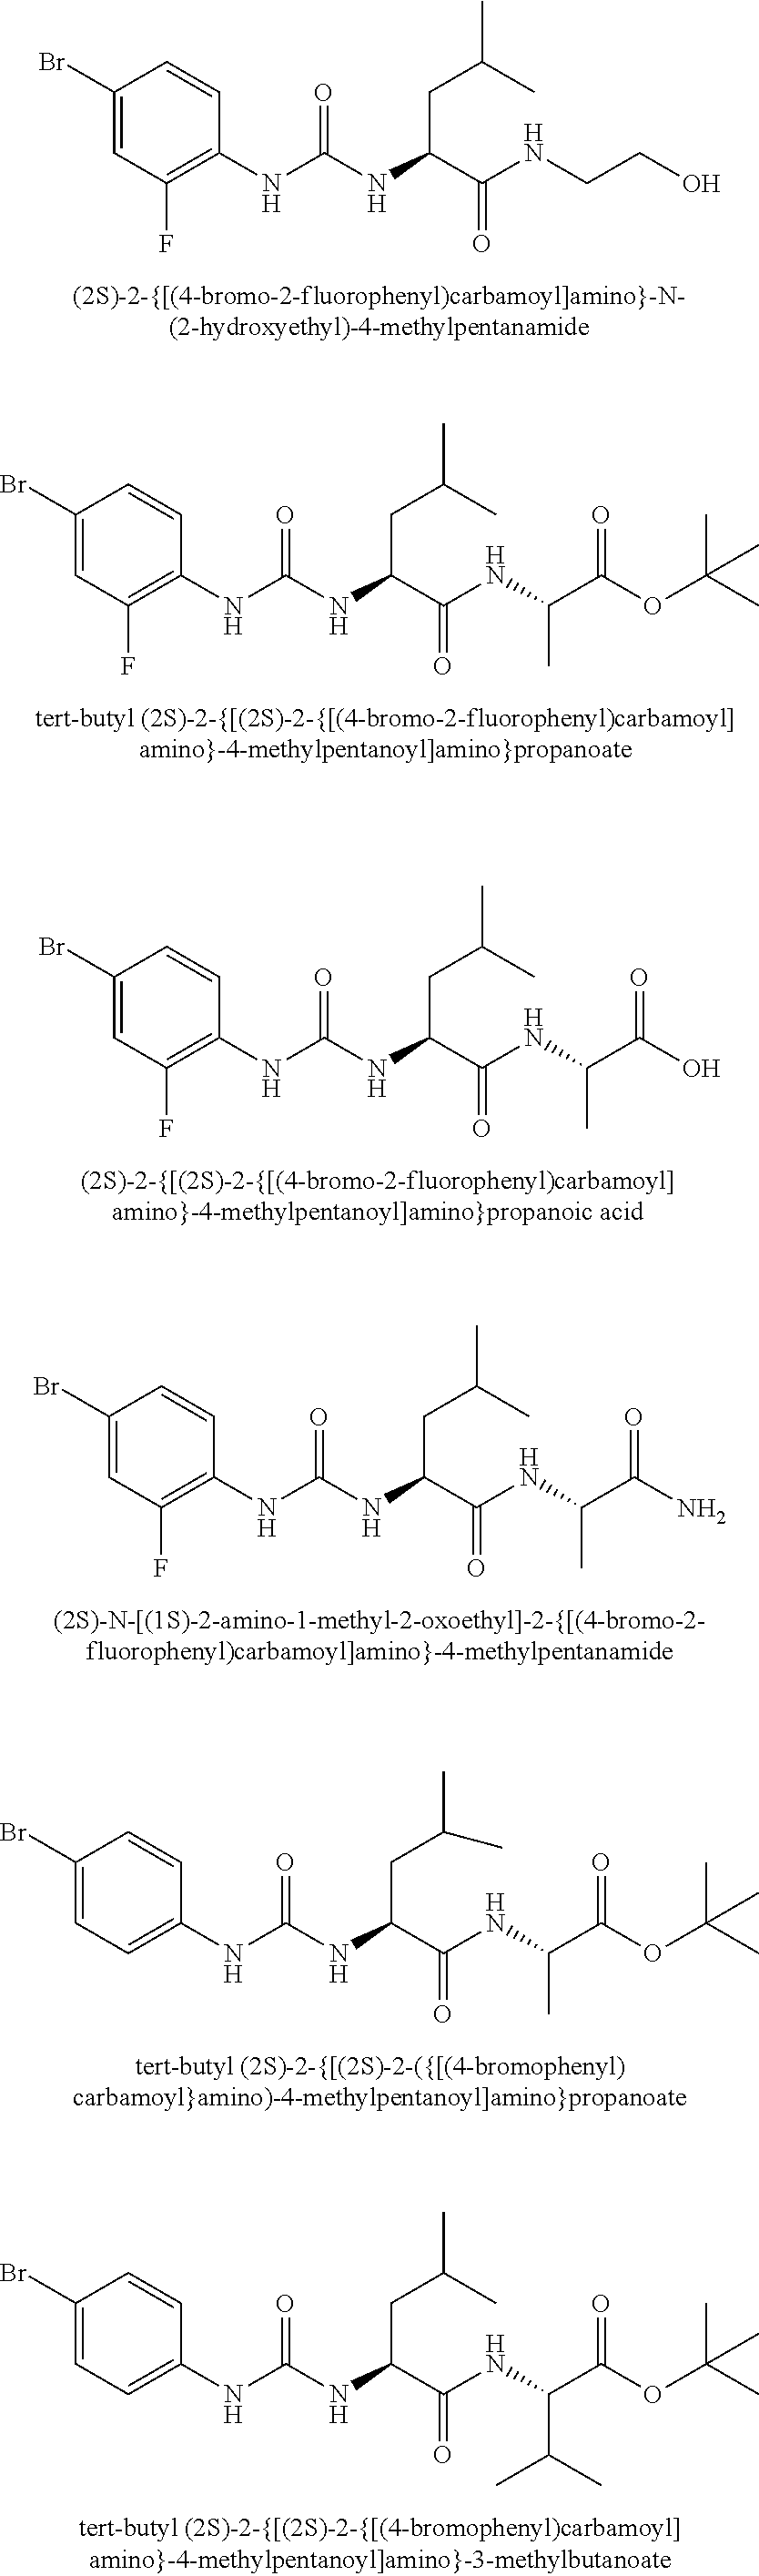 Br
O
H
N
N
H
N
H
OH
F
O
(2S)-2-{[(4-bromo-2-fluorophenyl)carbamoyl]amino}-N-
(2-hydroxyethyl)-4-methylpentanamide
Br
O
H
N
O
N
H
N
H
O
F
O
tert-butyl (2S)-2-{[(2S)-2-{[(4-bromo-2-fluorophenyl)carbamoyl]
amino}-4-methylpentanoyl]amino}propanoate
Br
O
H
N
O
N
H
N
H
OH
F
O
(2S)-2-{[(2S)-2-{[(4-bromo-2-fluorophenyl)carbamoyl]
amino}-4-methylpentanoyl]amino}propanoic acid
Br
O
H
N
O
N
H
N
H
NH2
F
O
(2S)-N-[(1S)-2-amino-1-methyl-2-oxoethyl]-2-{[(4-bromo-2-
fluorophenyl)carbamoyl]amino}-4-methylpentanamide
Br
O
H
N
O
N
H
N
H
O
O
tert-butyl (2S)-2-{[(2S)-2-({[(4-bromophenyl)
carbamoyl}amino)-4-methylpentanoyl]amino}propanoate
Br
O
H
N
O
N
H
N
H
O
O
tert-butyl (2S)-2-{[(2S)-2-{[(4-bromophenyl)carbamoyl]
amino}-4-methylpentanoyl]amino}-3-methylbutanoate